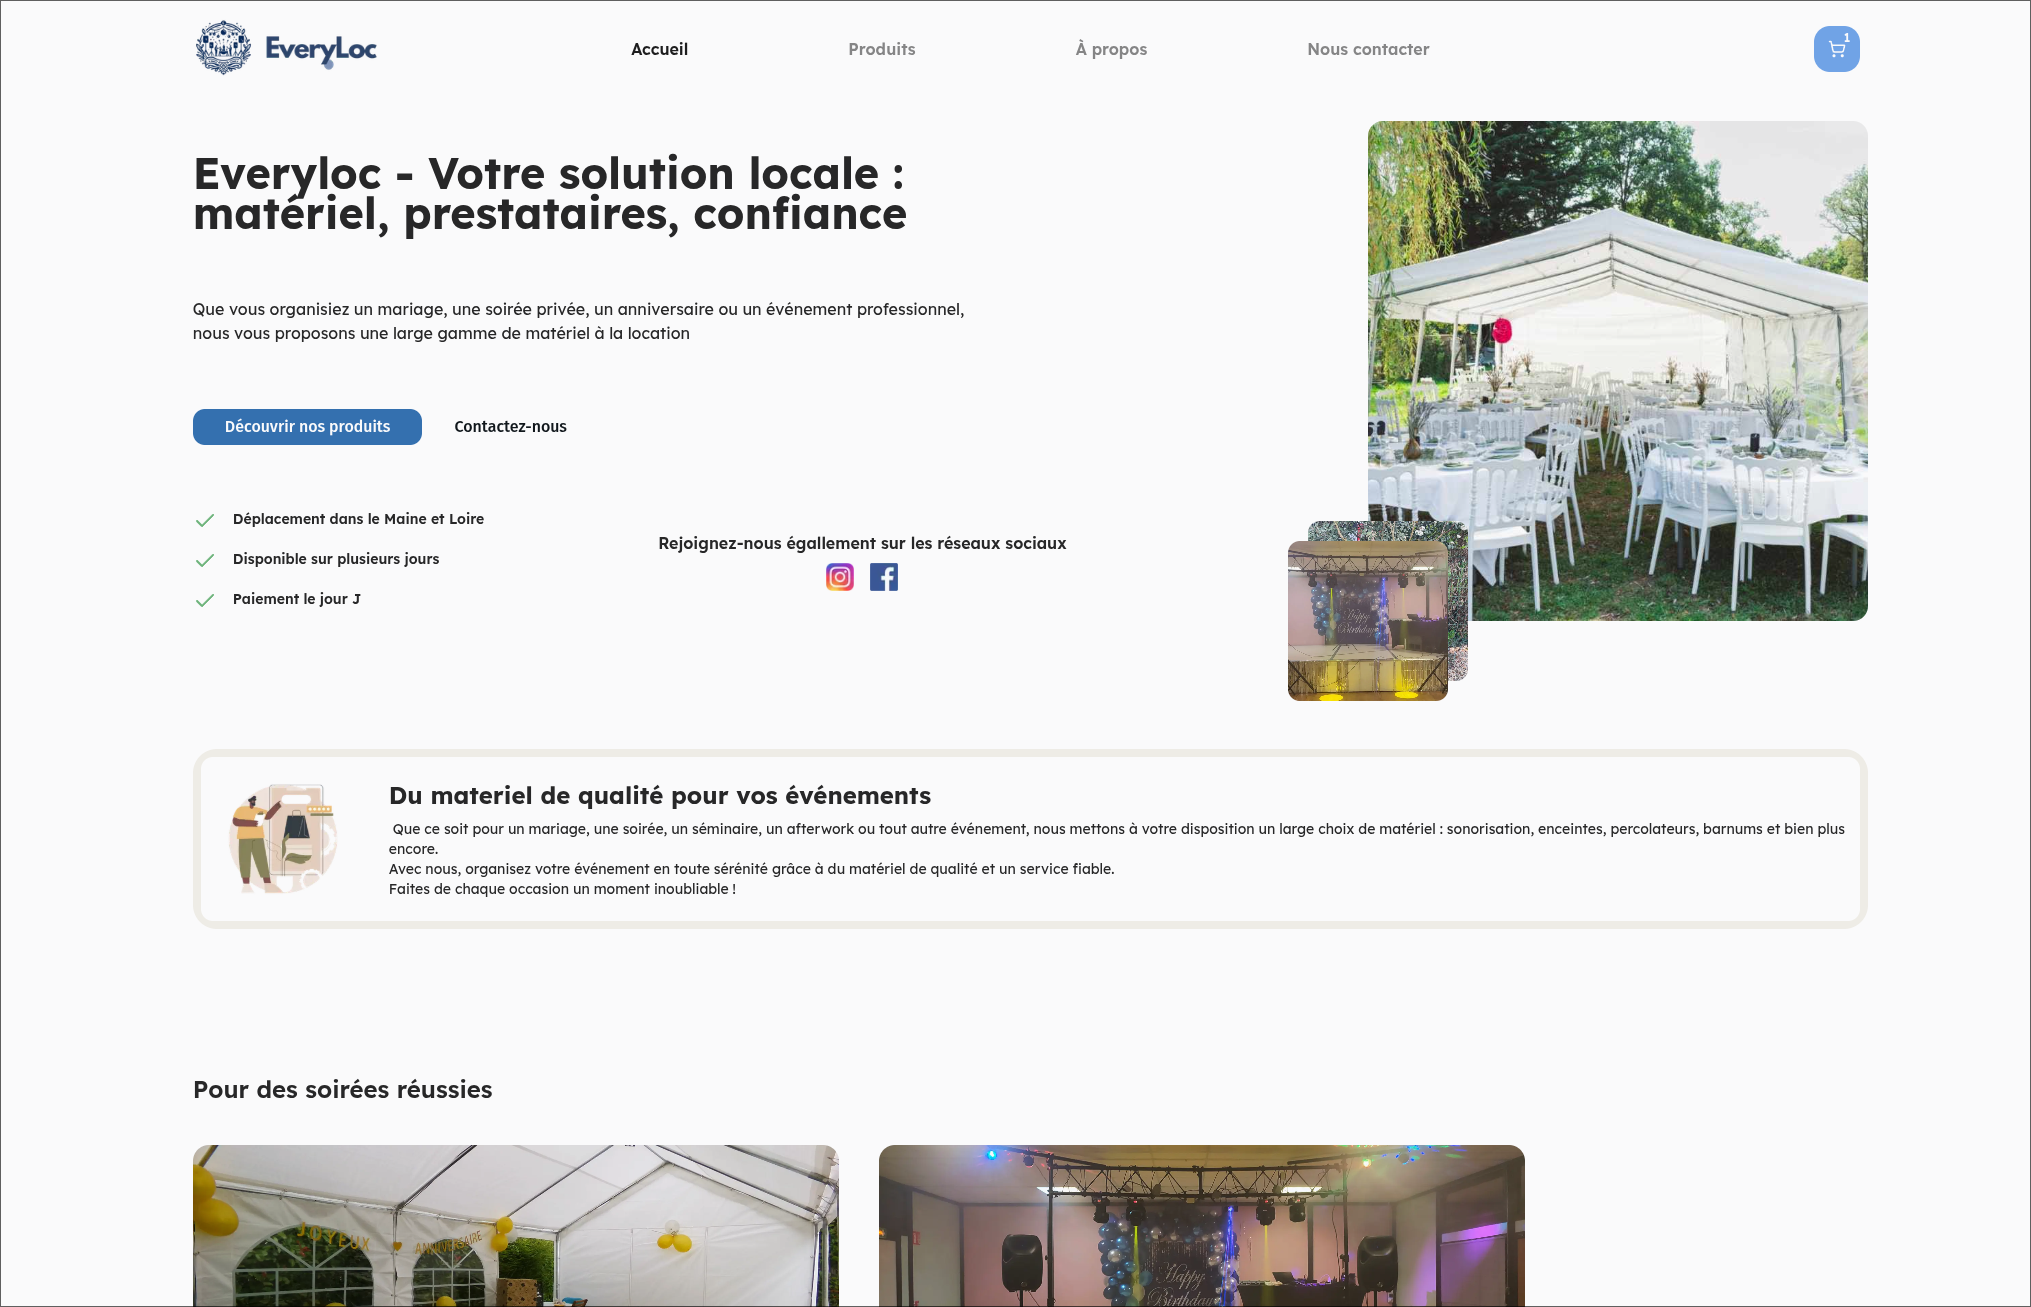 EveryLoc
Accueil
Produits
À propos
Nous contacter
1
Everyloc - Votre solution locale :
matériel, prestataires, confiance
Que vous organisiez un mariage, une soirée privée, un anniversaire ou un événement professionnel,
nous vous proposons une large gamme de matériel à la location
Découvrir nos produits
Contactez-nous
Déplacement dans le Maine et Loire
Disponible sur plusieurs jours
Paiement le jour J
Rejoignez-nous égallement sur les réseaux sociaux
Happy
Birthday
Du materiel de qualité pour vos événements
Que ce soit pour un mariage, une soirée, un séminaire, un afterwork ou tout autre événement, nous mettons à votre disposition un large choix de matériel : sonorisation, enceintes, percolateurs, barnums et bien plus
encore.
Avec nous, organisez votre événement en toute sérénité grâce à du matériel de qualité et un service fiable.
Faites de chaque occasion un moment inoubliable !
Pour des soirées réussies
JOYEUX ANNIVERSAIRE
Happy
Birthday